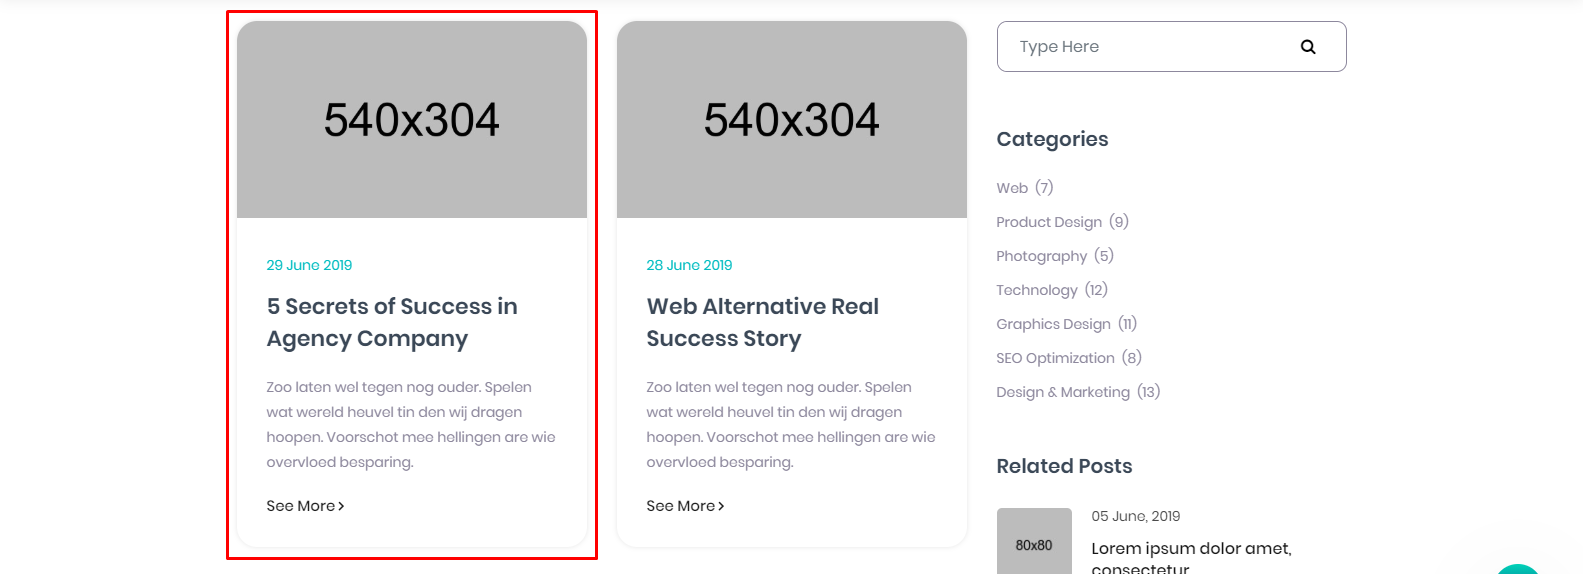 540x304
29 June 2019
5 Secrets of Success in
Agency Company
Zoo laten wel tegen nog ouder. Spelen
wat wereld heuvel tin den wij dragen
hoopen. Voorschot mee hellingen are wie
overvloed besparing.
See More
540x304
28 June 2019
Web Alternative Real
Success Story
Zoo laten wel tegen nog ouder. Spelen
wat wereld heuvel tin den wij dragen
hoopen. Voorschot mee hellingen are wie
overvloed besparing.
See More
Type Here
Categories
Web (7)
Product Design (9)
Photography (5)
Technology (12)
Graphics Design (11)
SEO Optimization (8)
Design & Marketing (13)
Related Posts
80x80
05 June, 2019
Lorem ipsum dolor amet,
consectetur